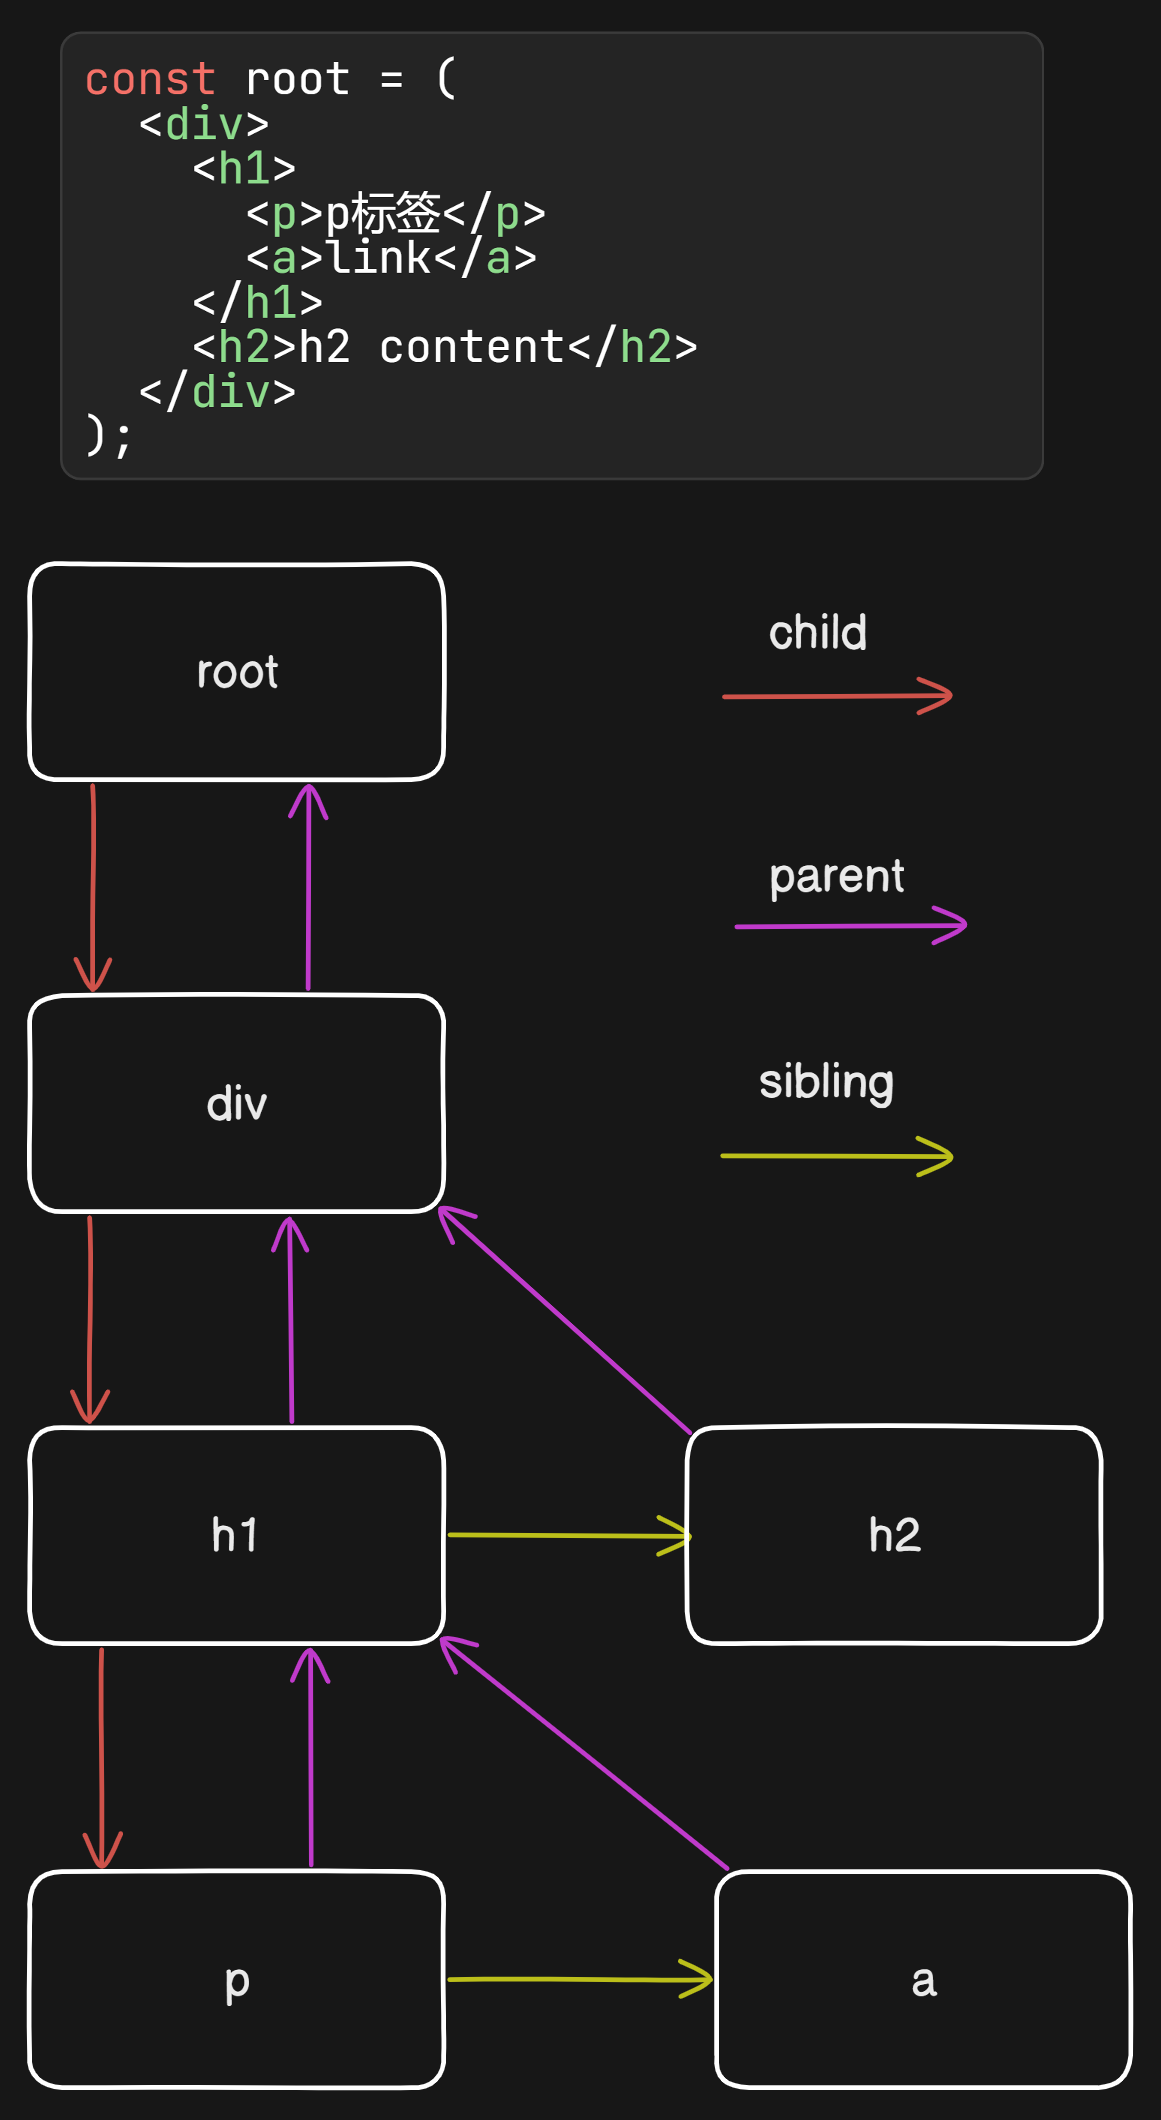 const root = (
  <div>
    <h1>
      <p>p标签</p>
      <a>link</a>
    </h1>
    <h2>h2 content</h2>
  </div>
);
root
child
parent
div
sibling
h1
h2
p
a